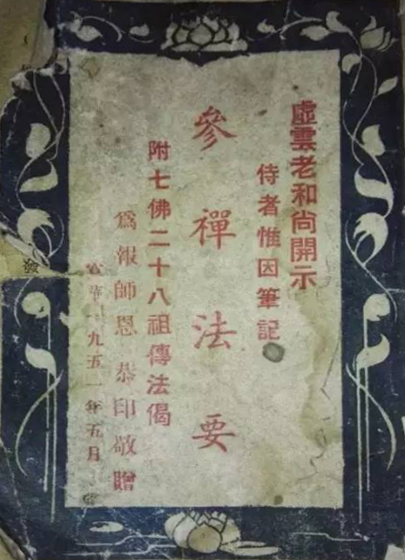 虛雲老和尚開示
侍者惟因筆記
參禪法要
附七佛二十八祖傳法偈
為報師恩恭印敬贈
一九五一年五月